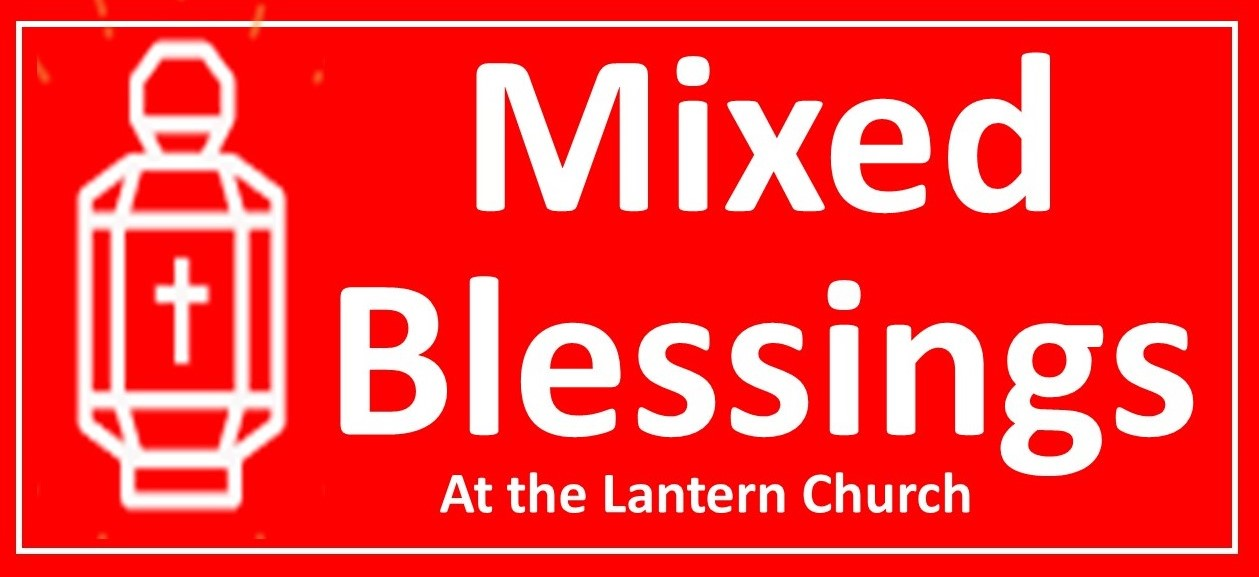 Mixed
Blessings
At the Lantern Church